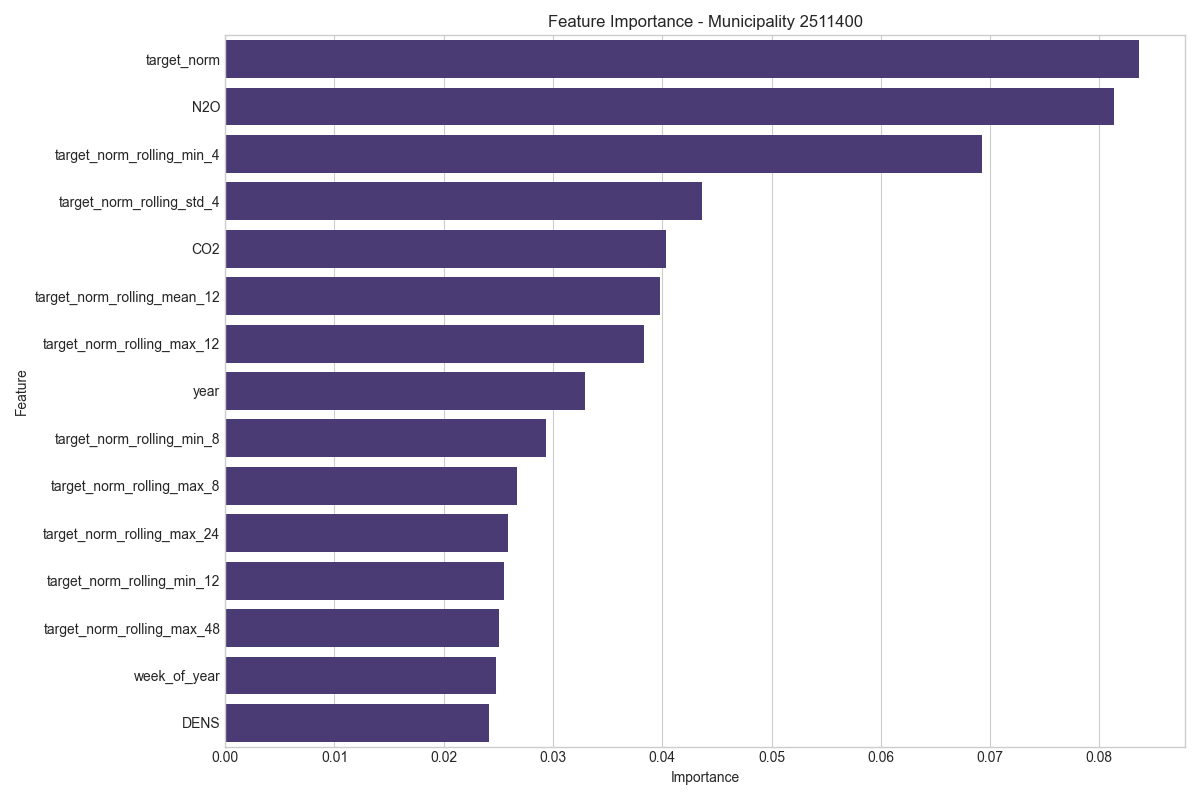 Feature Importance - Municipality 2511400
target_norm
N2O
target_norm_rolling_min_4
target_norm_rolling_std_4
CO2
target_norm_rolling_mean_12
target_norm_rolling_max_12
year
target_norm_rolling_min_8
target_norm_rolling_max_8
target_norm_rolling_max_24
target_norm_rolling_min_12
target_norm_rolling_max_48
week_of_year
DENS
Feature
0.00 0.01 0.02 0.03 0.04 0.05 0.06 0.07 0.08
Importance